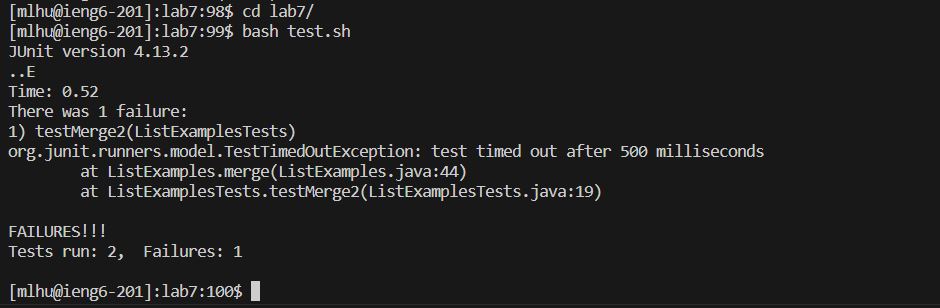 [mlhu@ieng6-201]:lab7:98$ cd lab7/
[mlhu@ieng6-201]:lab7:99$ bash test.sh
JUnit version 4.13.2
..E
Time: 0.52
There was 1 failure:
1) testMerge2(ListExamplesTests)
org.junit.runners.model.TestTimedOutException: test timed out after 500 milliseconds
        at ListExamples.merge(ListExamples.java:44)
        at ListExamplesTests.testMerge2(ListExamplesTests.java:19)
FAILURES!!!
Tests run: 2,  Failures: 1
[mlhu@ieng6-201]:lab7:100$